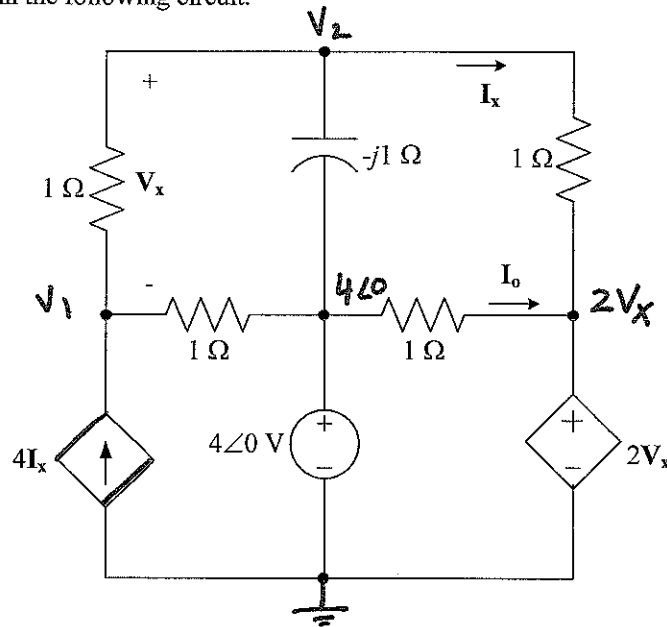 in the following circuit.
V2
+
Ix
1 Ω
Vx
-j1 Ω
1 Ω
V1
-
4∠0
Io
2Vx
1 Ω
1 Ω
4Ix
4∠0 V
+
−
+
−
2Vx